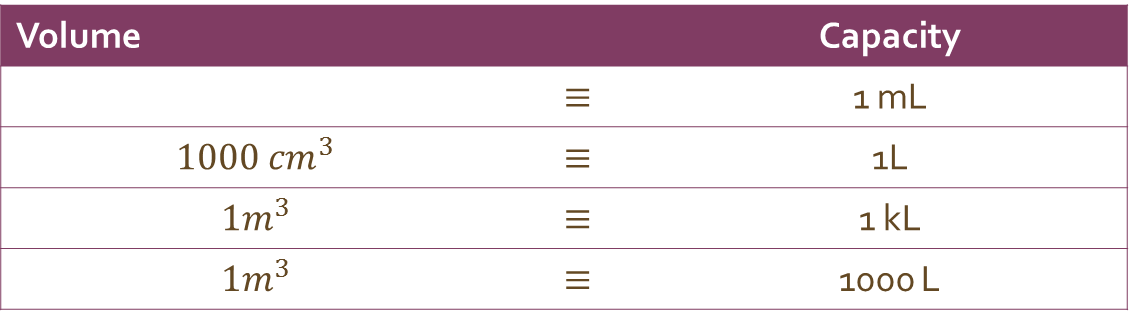 Volume Capacity
≡ 1 mL
1000 cm³ ≡ 1L
1m³ ≡ 1 kL
1m³ ≡ 1000 L